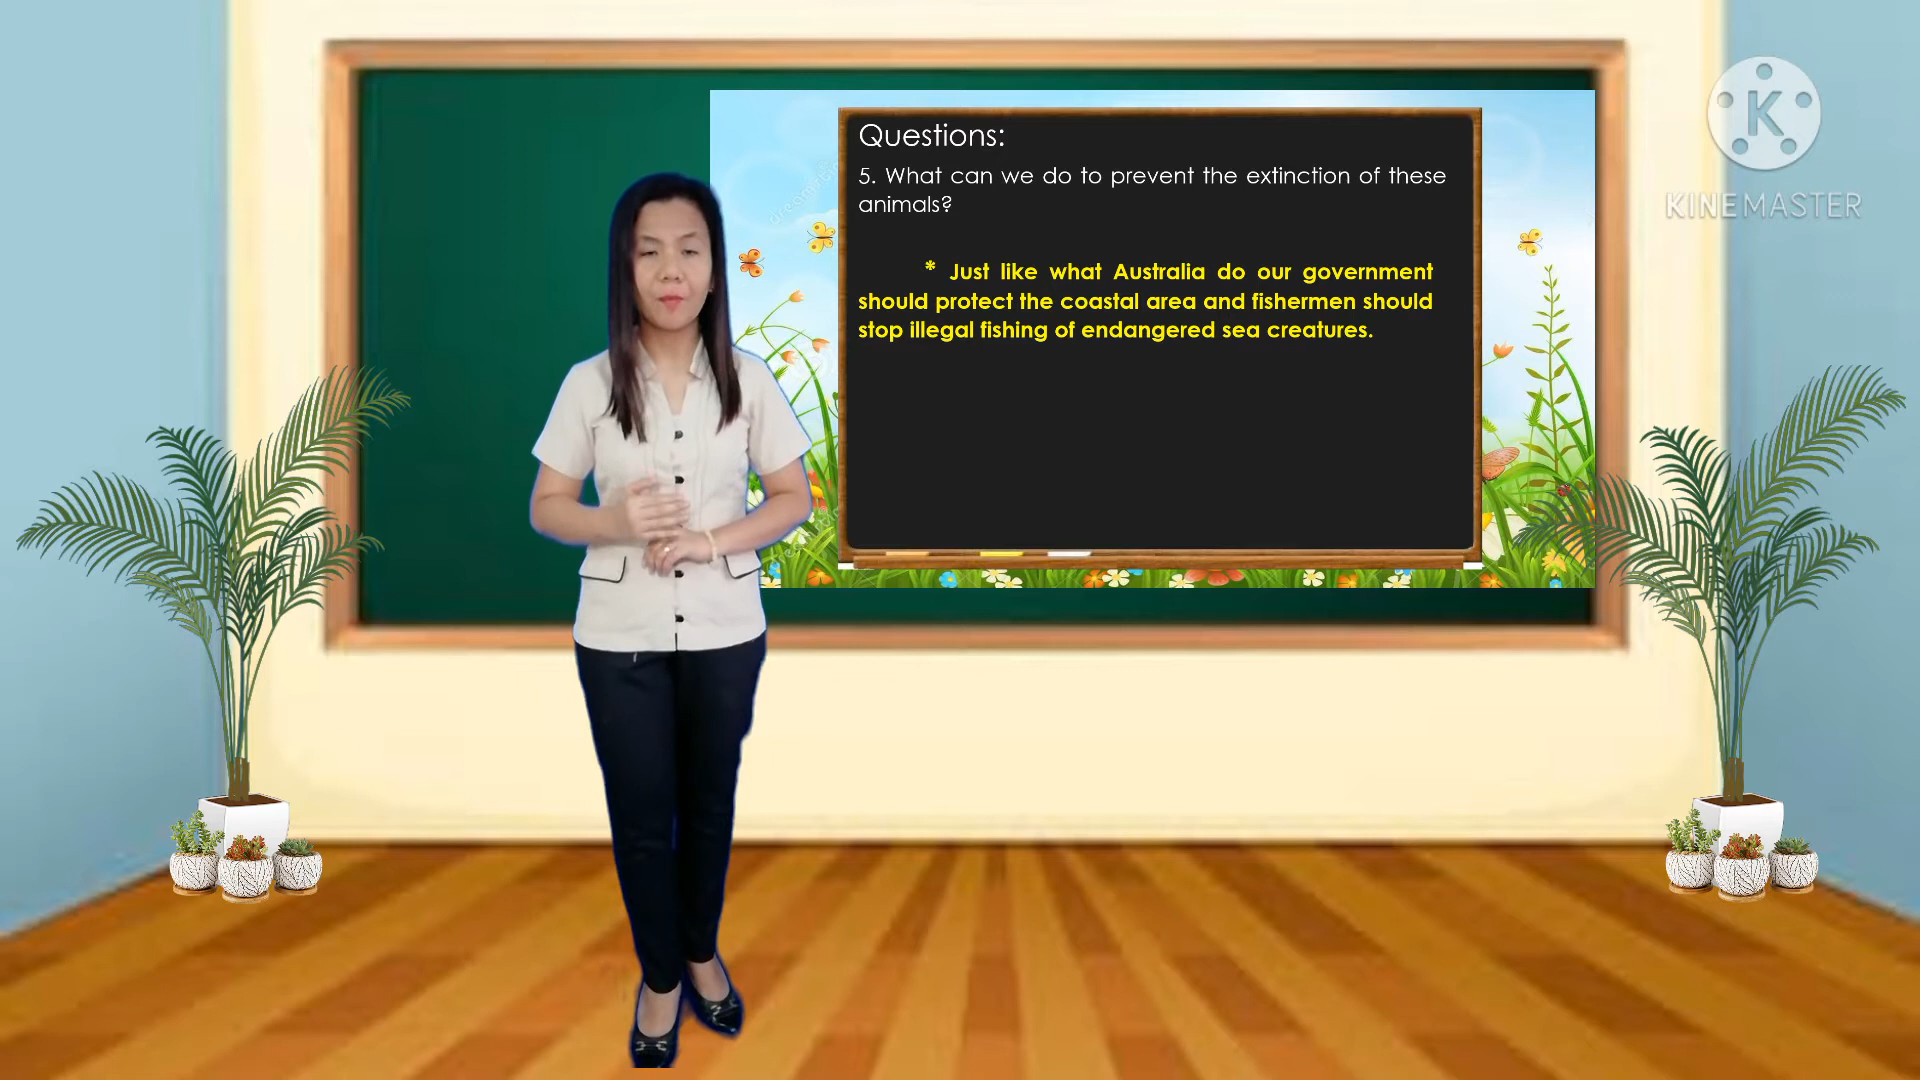 Questions:
5. What can we do to prevent the extinction of these
animals?
* Just like what Australia do our government
should protect the coastal area and fishermen should
stop illegal fishing of endangered sea creatures.
K
KINEMASTER